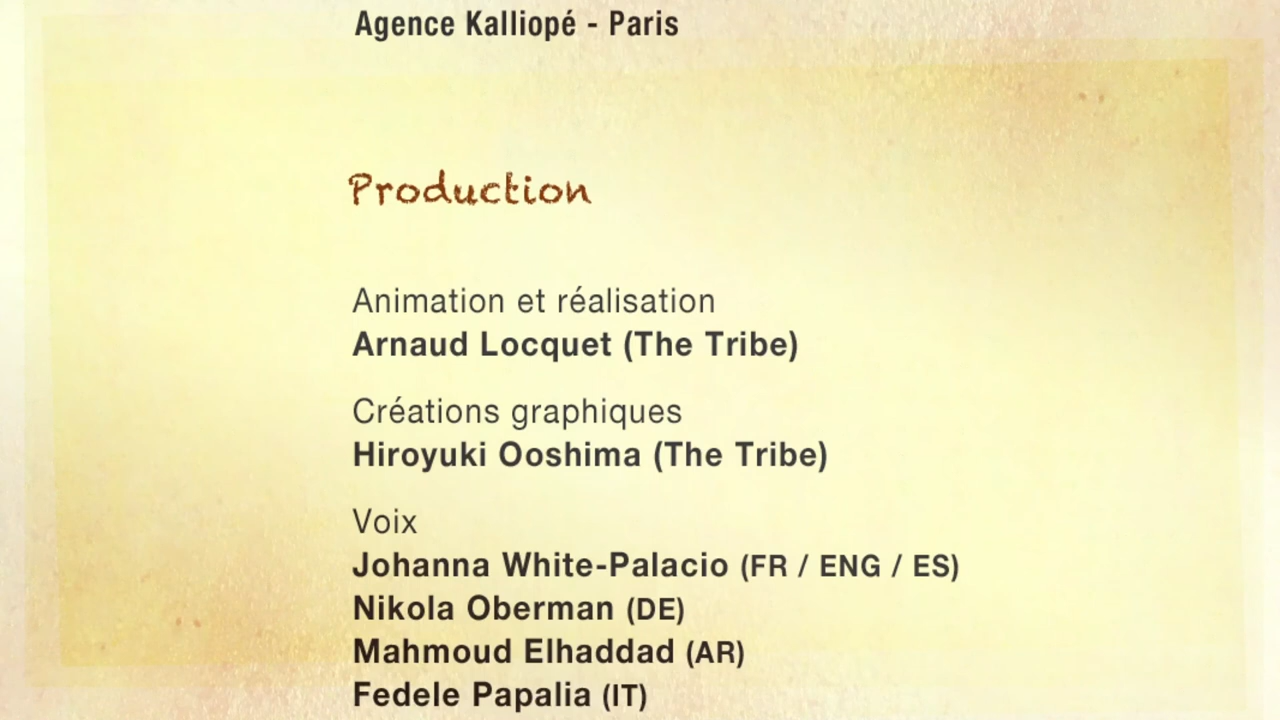 Agence Kalliopé - Paris
Production
Animation et réalisation
Arnaud Locquet (The Tribe)
Créations graphiques
Hiroyuki Ooshima (The Tribe)
Voix
Johanna White-Palacio (FR / ENG / ES)
Nikola Oberman (DE)
Mahmoud Elhaddad (AR)
Fedele Papalia (IT)